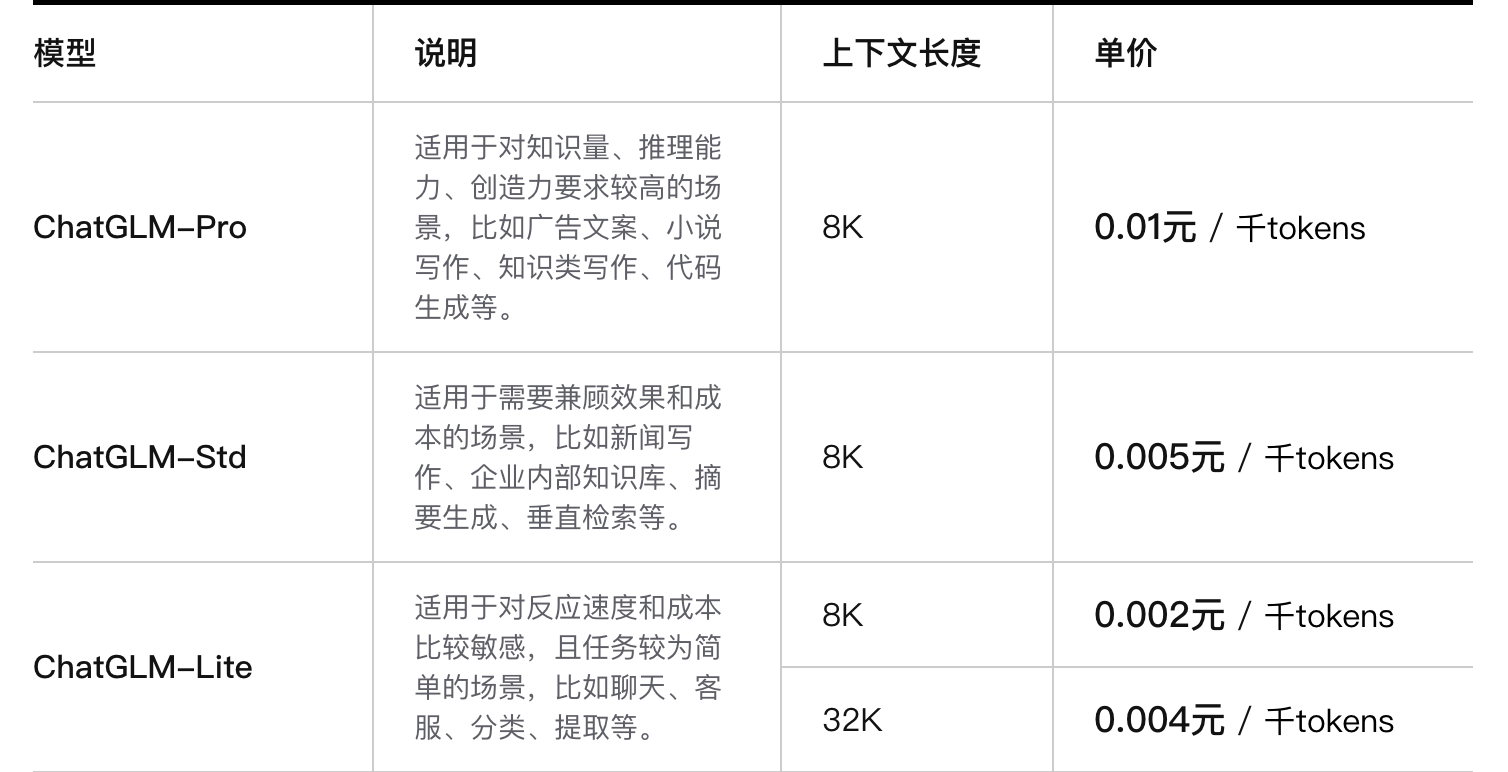 模型
说明
上下文长度
单价
ChatGLM-Pro
适用于对知识量、推理能
力、创造力要求较高的场
景，比如广告文案、小说
写作、知识类写作、代码
生成等。
8K
0.01元 / 千tokens
ChatGLM-Std
适用于需要兼顾效果和成
本的场景，比如新闻写
作、企业内部知识库、摘
要生成、垂直检索等。
8K
0.005元 / 千tokens
ChatGLM-Lite
适用于对反应速度和成本
比较敏感，且任务较为简
单的场景，比如聊天、客
服、分类、提取等。
8K
0.002元 / 千tokens
32K
0.004元 / 千tokens